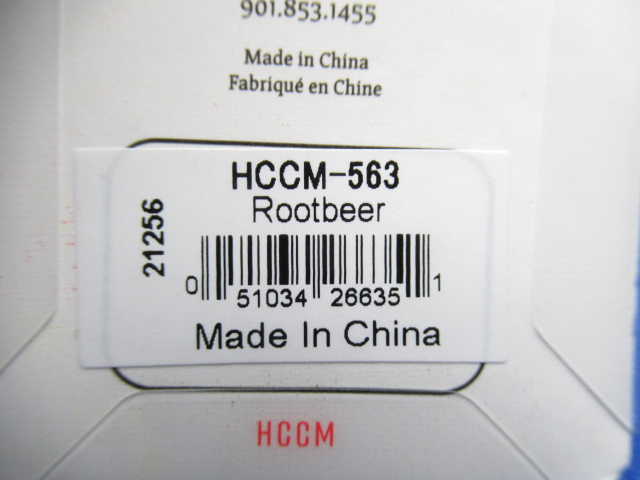 901.853.1455
Made in China
Fabriqué en Chine
HCCM-563
Rootbeer
21256
0 51034 26635 1
Made In China
HCCM